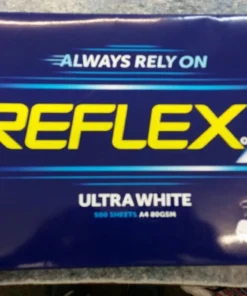 ALWAYS RELY ON
REFLEX
ULTRA WHITE
500 SHEETS A4 80GSM